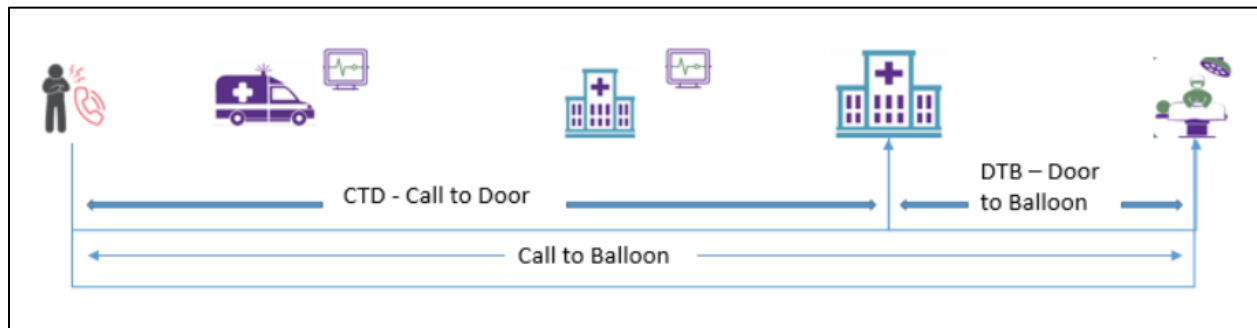 CTD - Call to Door
DTB – Door
to Balloon
Call to Balloon